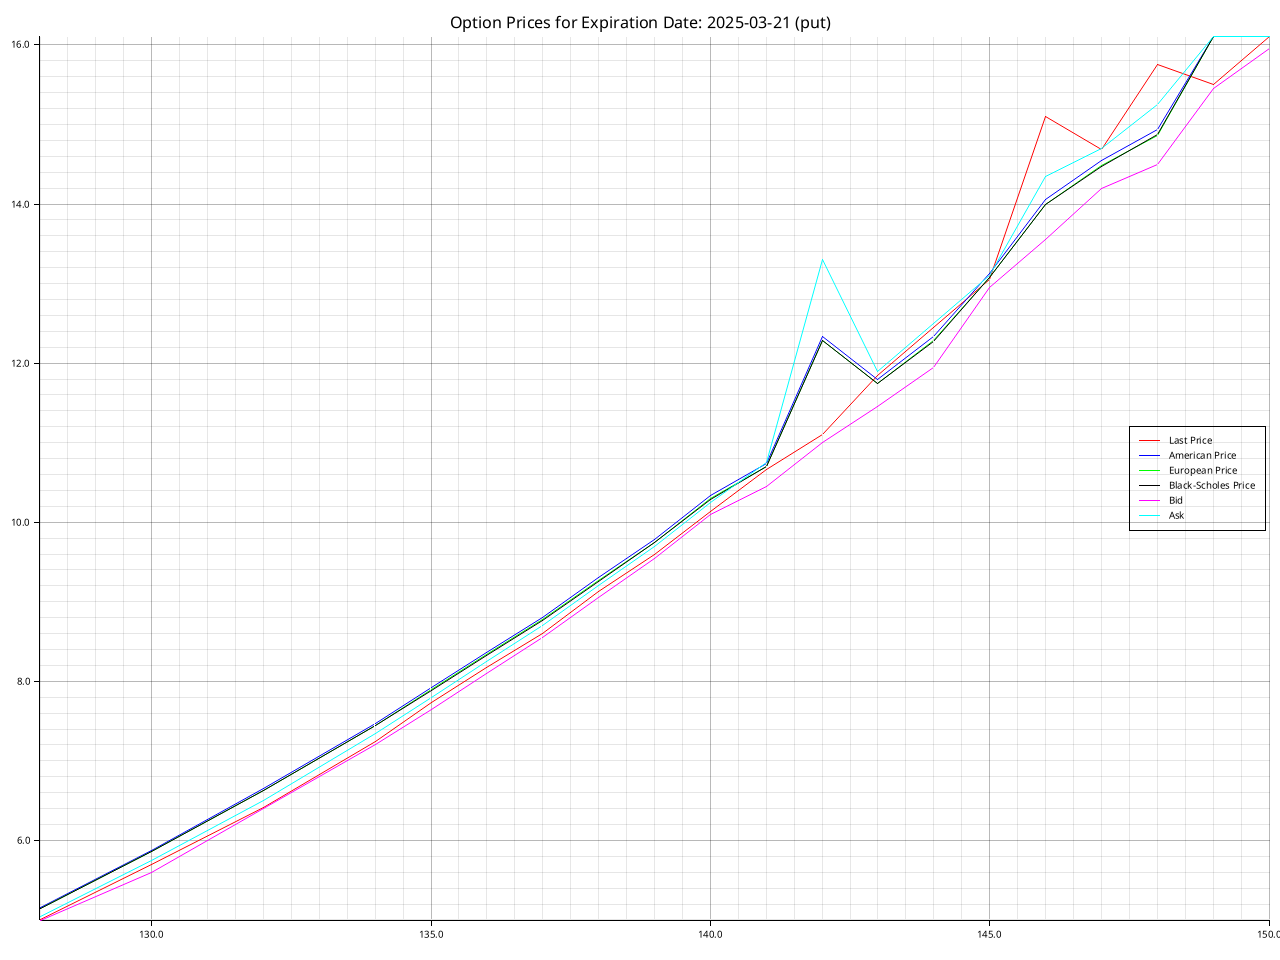 Option Prices for Expiration Date: 2025-03-21 (put)
16.0
14.0
12.0
10.0
8.0
6.0
Last Price
American Price
European Price
Black-Scholes Price
Bid
Ask
130.0
135.0
140.0
145.0
150.0